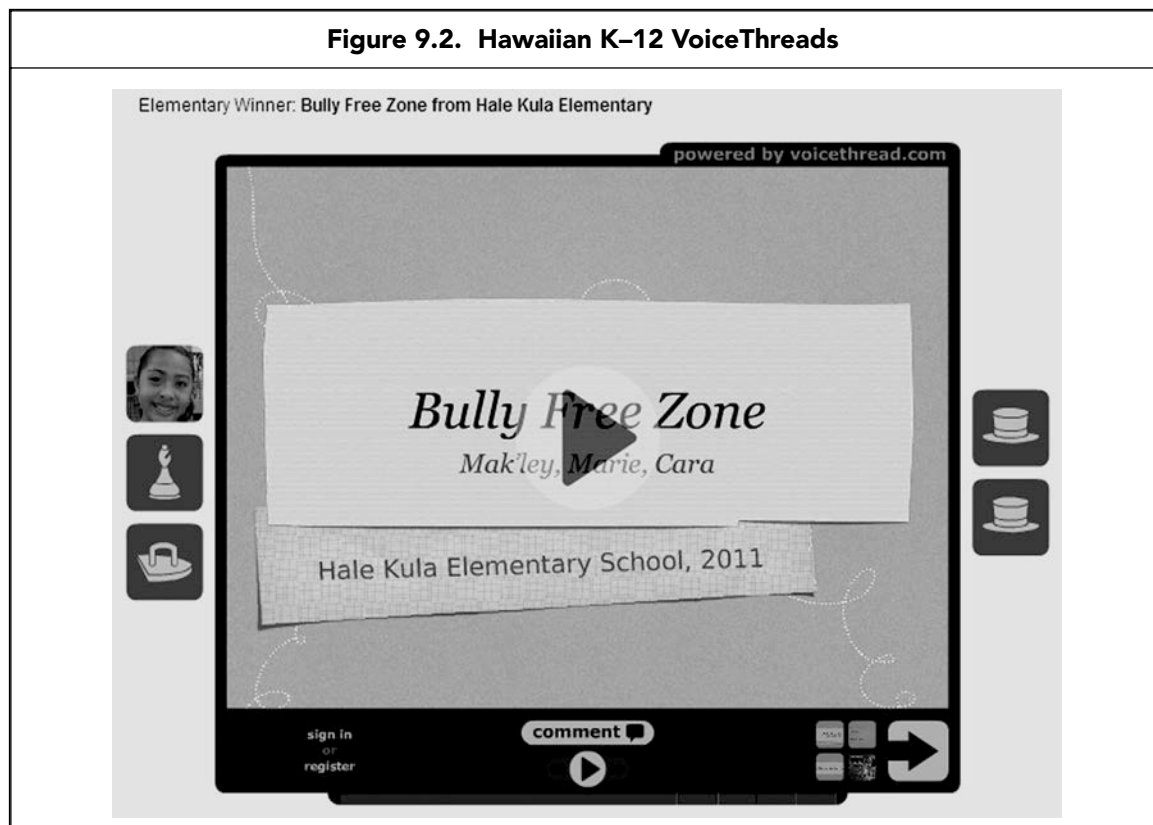 Figure 9.2. Hawaiian K–12 VoiceThreads
Elementary Winner: Bully Free Zone from Hale Kula Elementary
powered by voicethread.com
Bully Free Zone
Mak'ley, Marie, Cara
Hale Kula Elementary School, 2011
sign in
or
register
comment